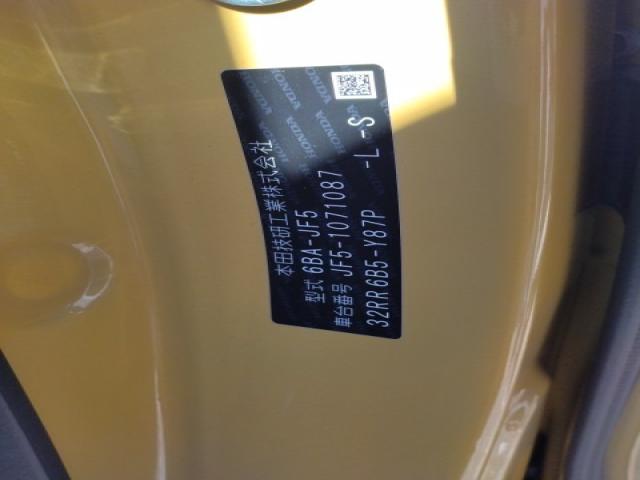 本田技研工業株式会社
型式 6BA-JF5
車台番号 JF5-1071087
32RR6B5-Y87P -L -S